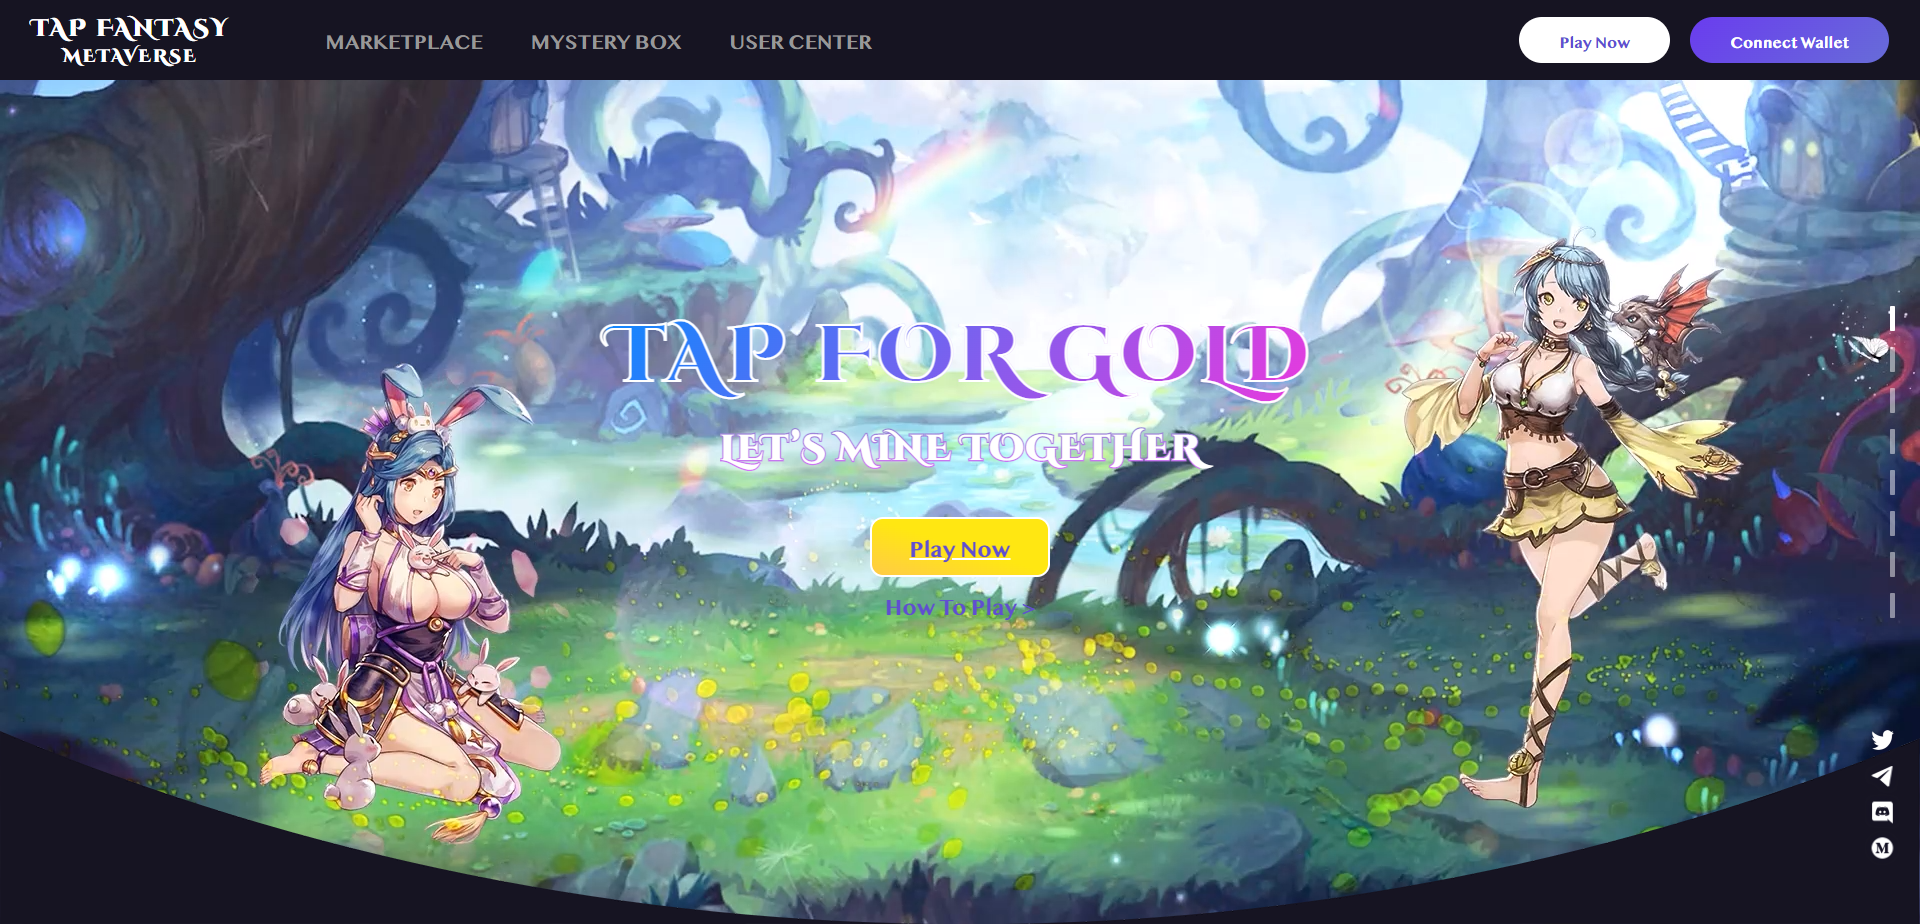 TAP FANTASY
METAVERSE
MARKETPLACE MYSTERY BOX USER CENTER
Play Now Connect Wallet
TAP FOR GOLD
LET'S MINE TOGETHER
Play Now
How To Play >
M